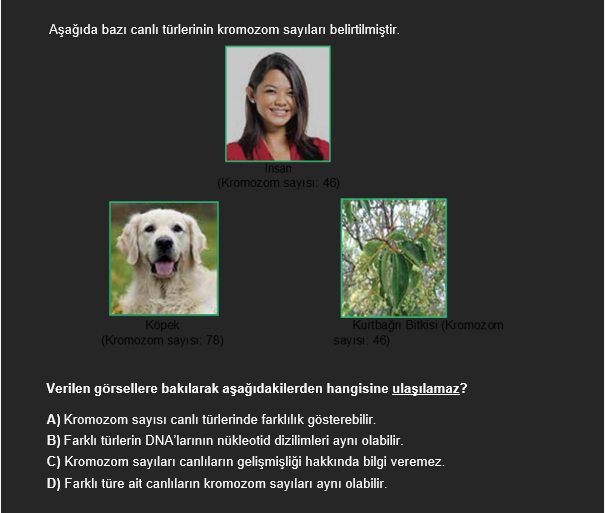 Aşağıda bazı canlı türlerinin kromozom sayıları belirtilmiştir.
İnsan
(Kromozom sayısı: 46)
Köpek
(Kromozom sayısı: 78)
Kurtbağrı Bitkisi (Kromozom
sayısı: 46)
Verilen görsellere bakılarak aşağıdakilerden hangisine ulaşılamaz?
A) Kromozom sayısı canlı türlerinde farklılık gösterebilir.
B) Farklı türlerin DNA'larının nükleotid dizilimleri aynı olabilir.
C) Kromozom sayıları canlıların gelişmişliği hakkında bilgi veremez.
D) Farklı türe ait canlıların kromozom sayıları aynı olabilir.